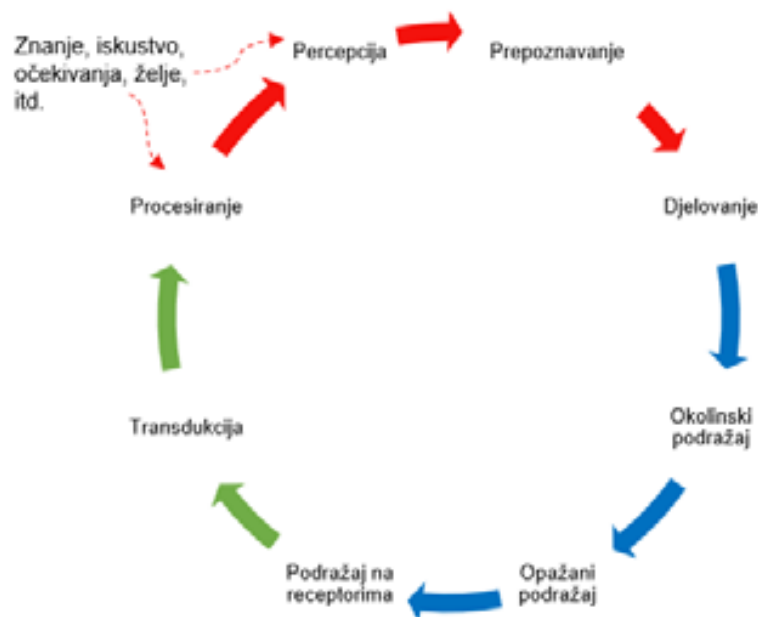 Znanje, iskustvo,
očekivanja, želje,
itd.
Percepcija
Prepoznavanje
Procesiranje
Djelovanje
Transdukcija
Okolinski
podražaj
Podražaj na
receptorima
Opažani
podražaj